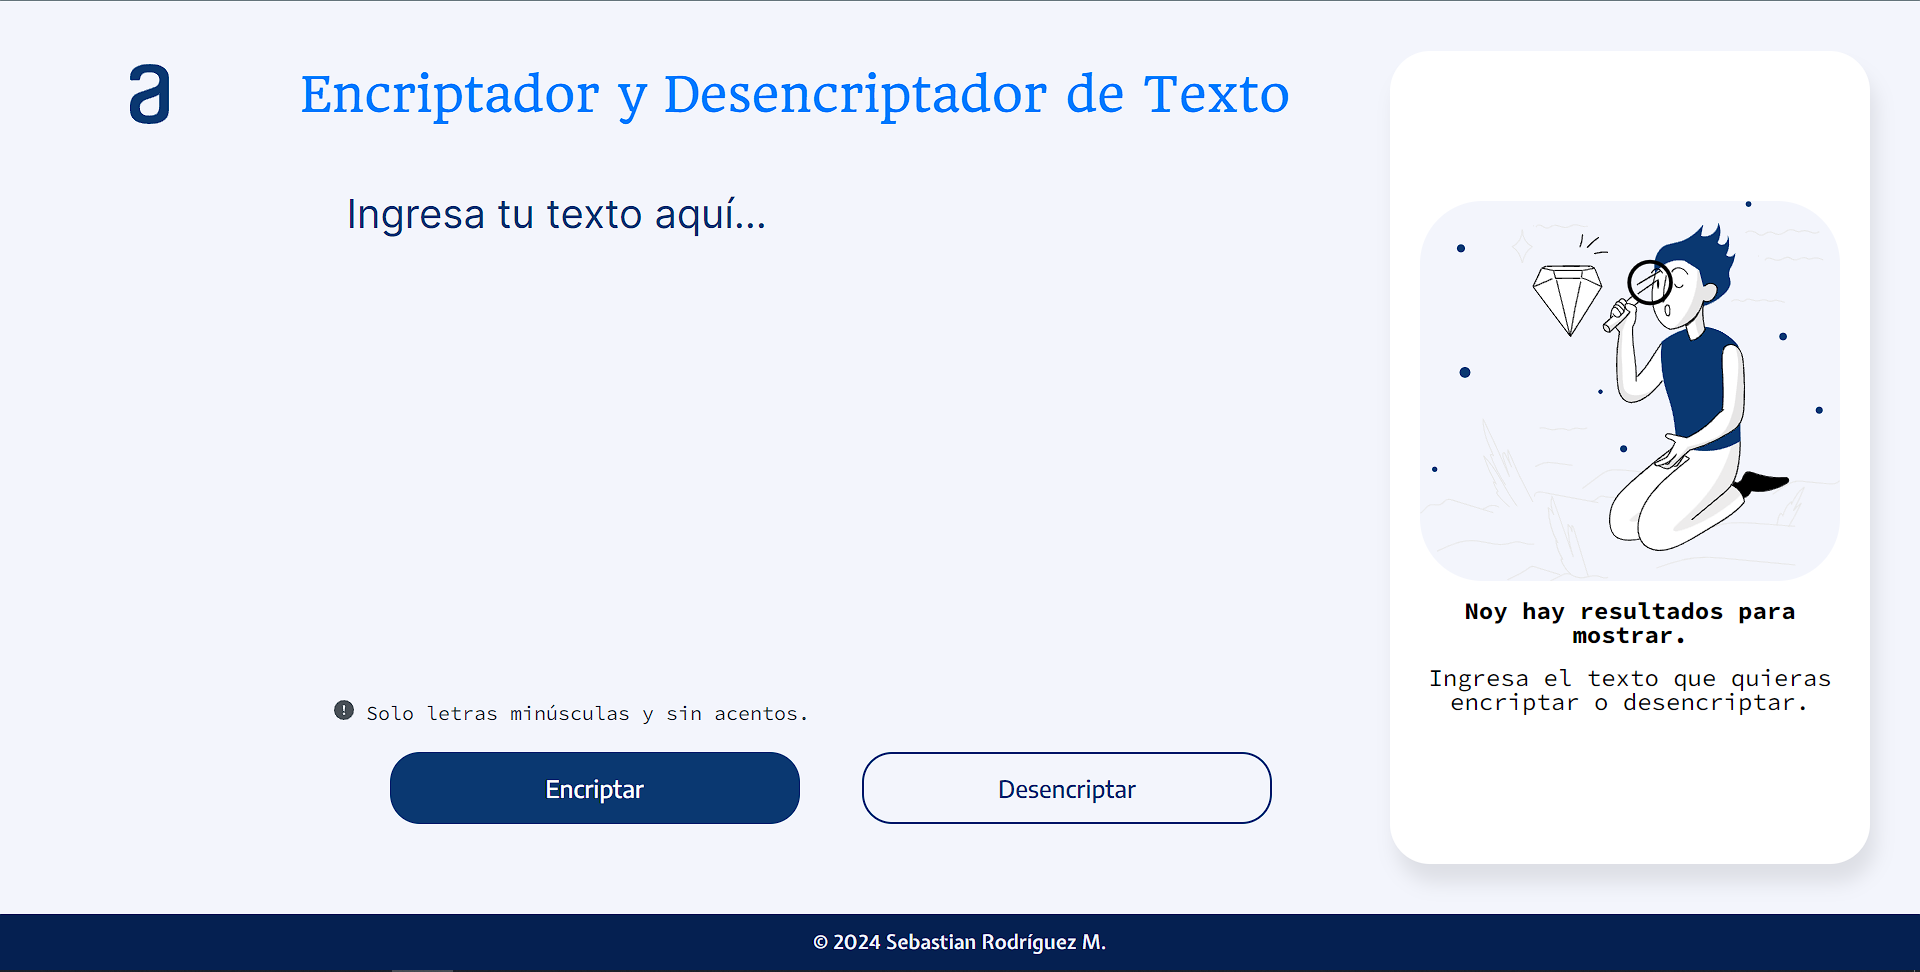 a
Encriptador y Desencriptador de Texto
Ingresa tu texto aquí...
Solo letras minúsculas y sin acentos.
Encriptar
Desencriptar
Noy hay resultados para
mostrar.
Ingresa el texto que quieras
encriptar o desencriptar.
© 2024 Sebastian Rodríguez M.